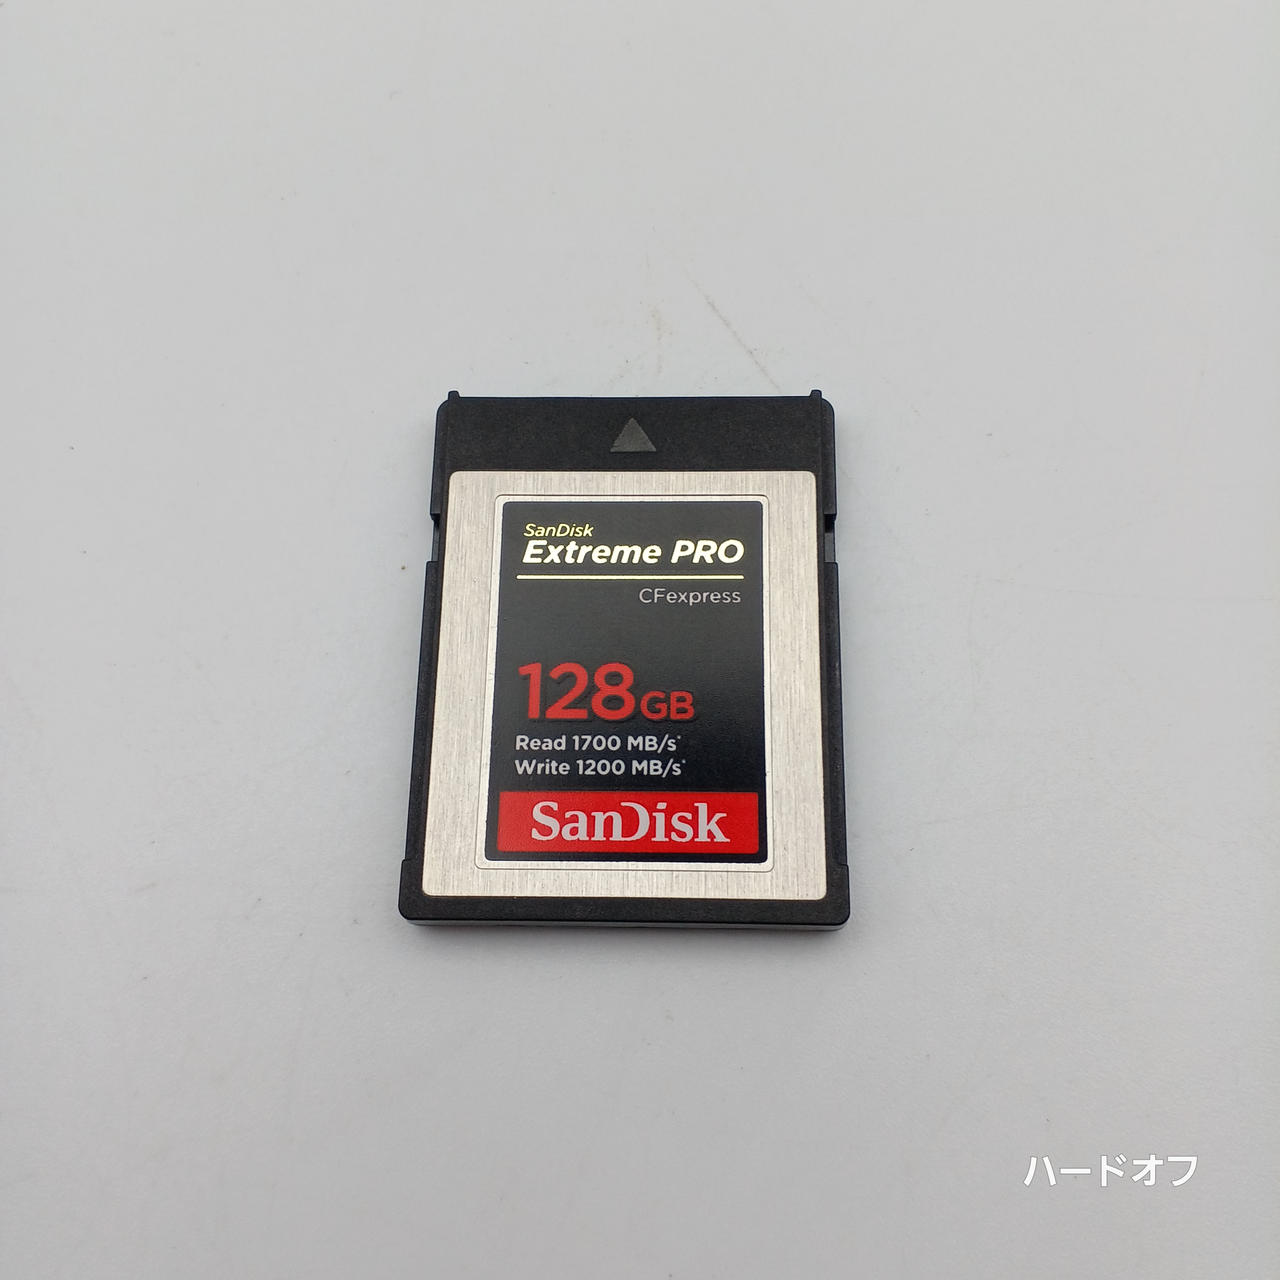 SanDisk
Extreme PRO
CFexpress
128GB
Read 1700 MB/s*
Write 1200 MB/s*
SanDisk
ハードオフ